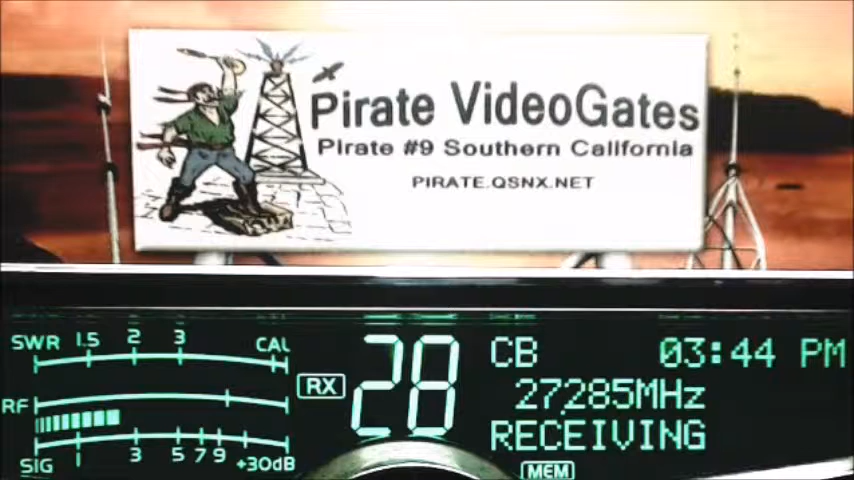 Pirate VideoGates
Pirate #9 Southern California
PIRATE.QSNX.NET
SWR 1.5 2 3 CAL
RF
SIG 1 3 5 7 9 +30dB
RX
28
CB
03:44 PM
27.285MHz
RECEIVING
MEM